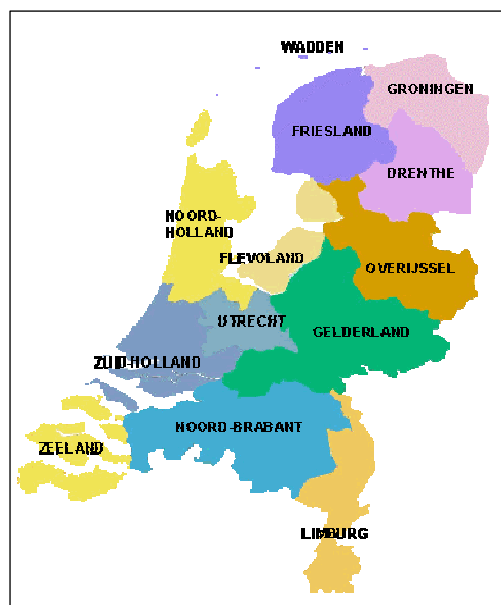 WADDEN
GRONINGEN
FRIESLAND
DRENTHE
NOORD-
HOLLAND
FLEVOLAND
OVERIJSSEL
UTRECHT
GELDERLAND
ZUID-HOLLAND
NOORD-BRABANT
ZEELAND
LIMBURG